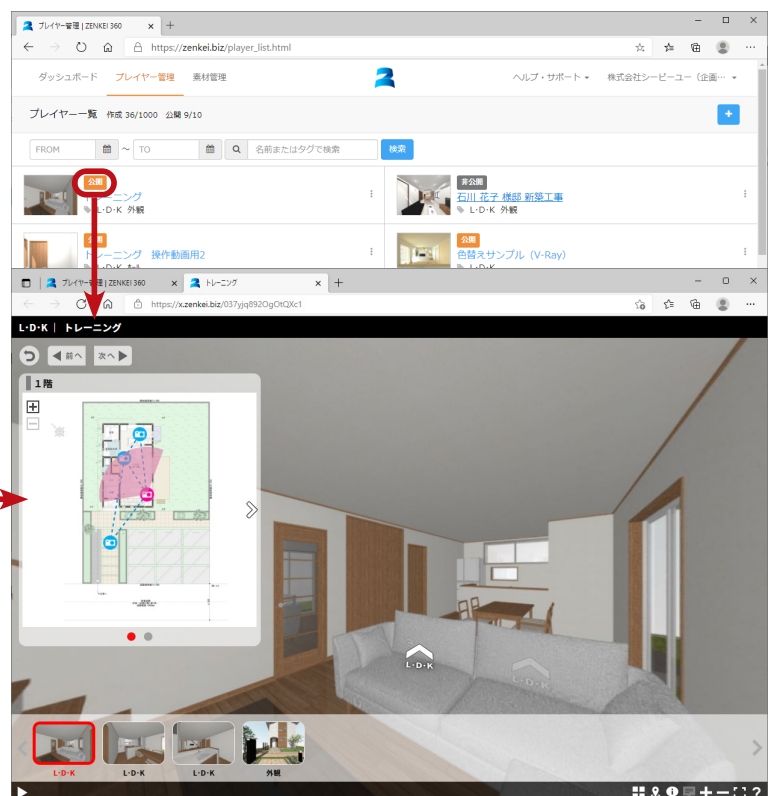 プレイヤー管理 | ZENKEI 360
https://zenkei.biz/player_list.html
ダッシュボード プレイヤー管理 素材管理 ヘルプ・サポート 株式会社シービーユー（企画…
プレイヤー一覧 作成 36/1000 公開 9/10
FROM ～ TO 名前またはタグで検索 検索
公開 非公開
トレーニング 石川 花子 様邸 新築工事
L・D・K 外観 L・D・K 外観
公開 公開
トレーニング 操作動画用2 色替えサンプル（V-Ray）
プレイヤー管理 | ZENKEI 360 トレーニング
https://x.zenkei.biz/037yjq892OgOtQXc1
L・D・K | トレーニング
前へ 次へ
1階
L・D・K
L・D・K
L・D・K L・D・K L・D・K 外観